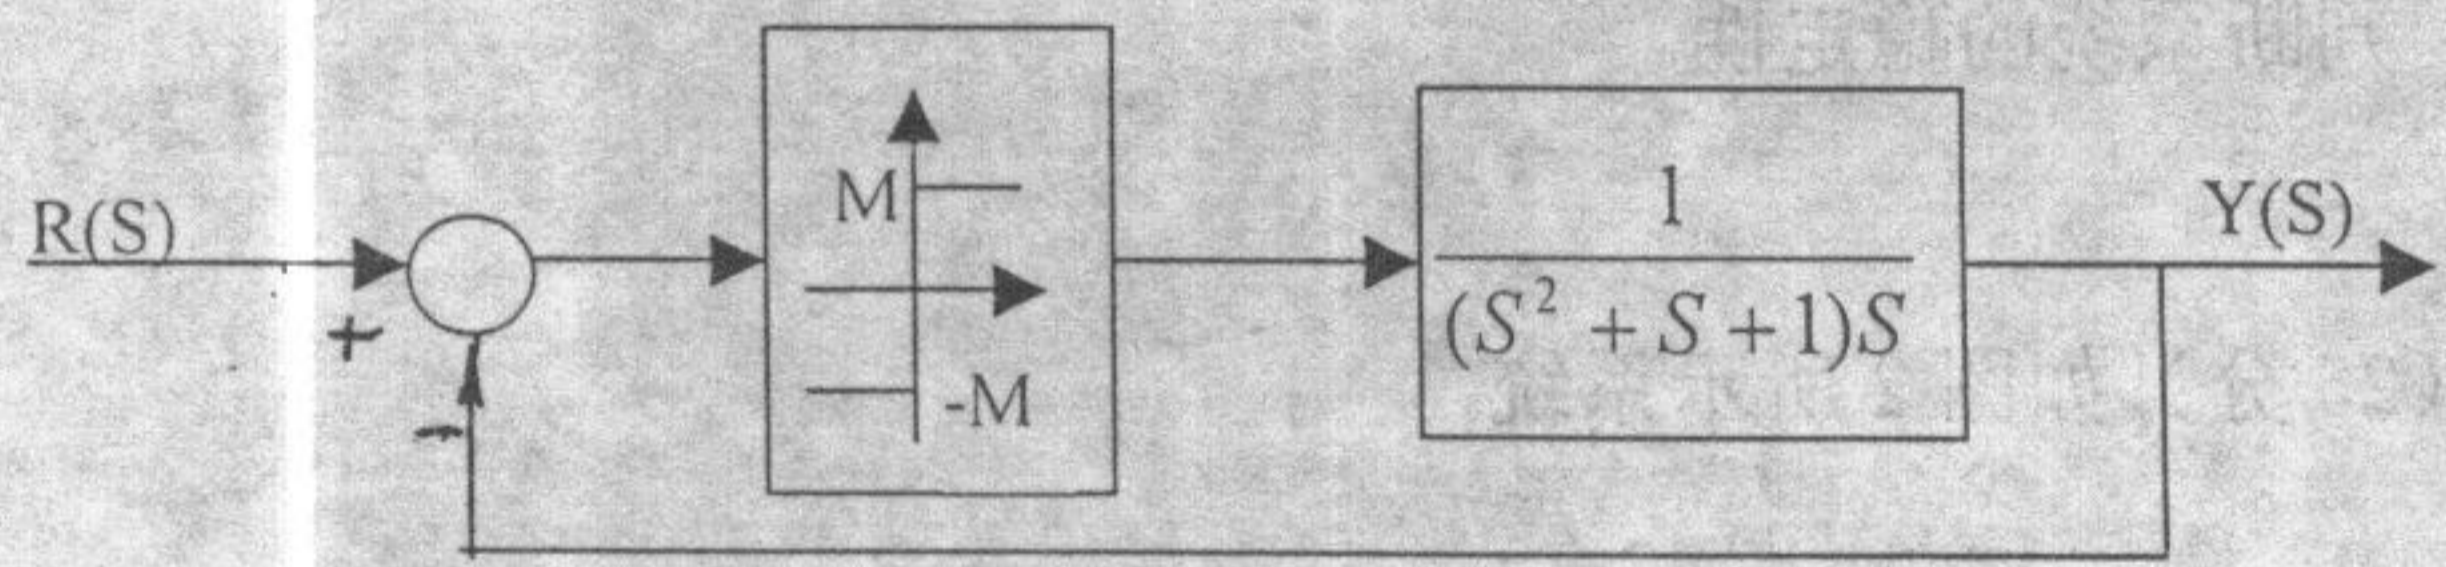 R(S)
+
-
M
-M
1
(S² + S + 1)S
Y(S)